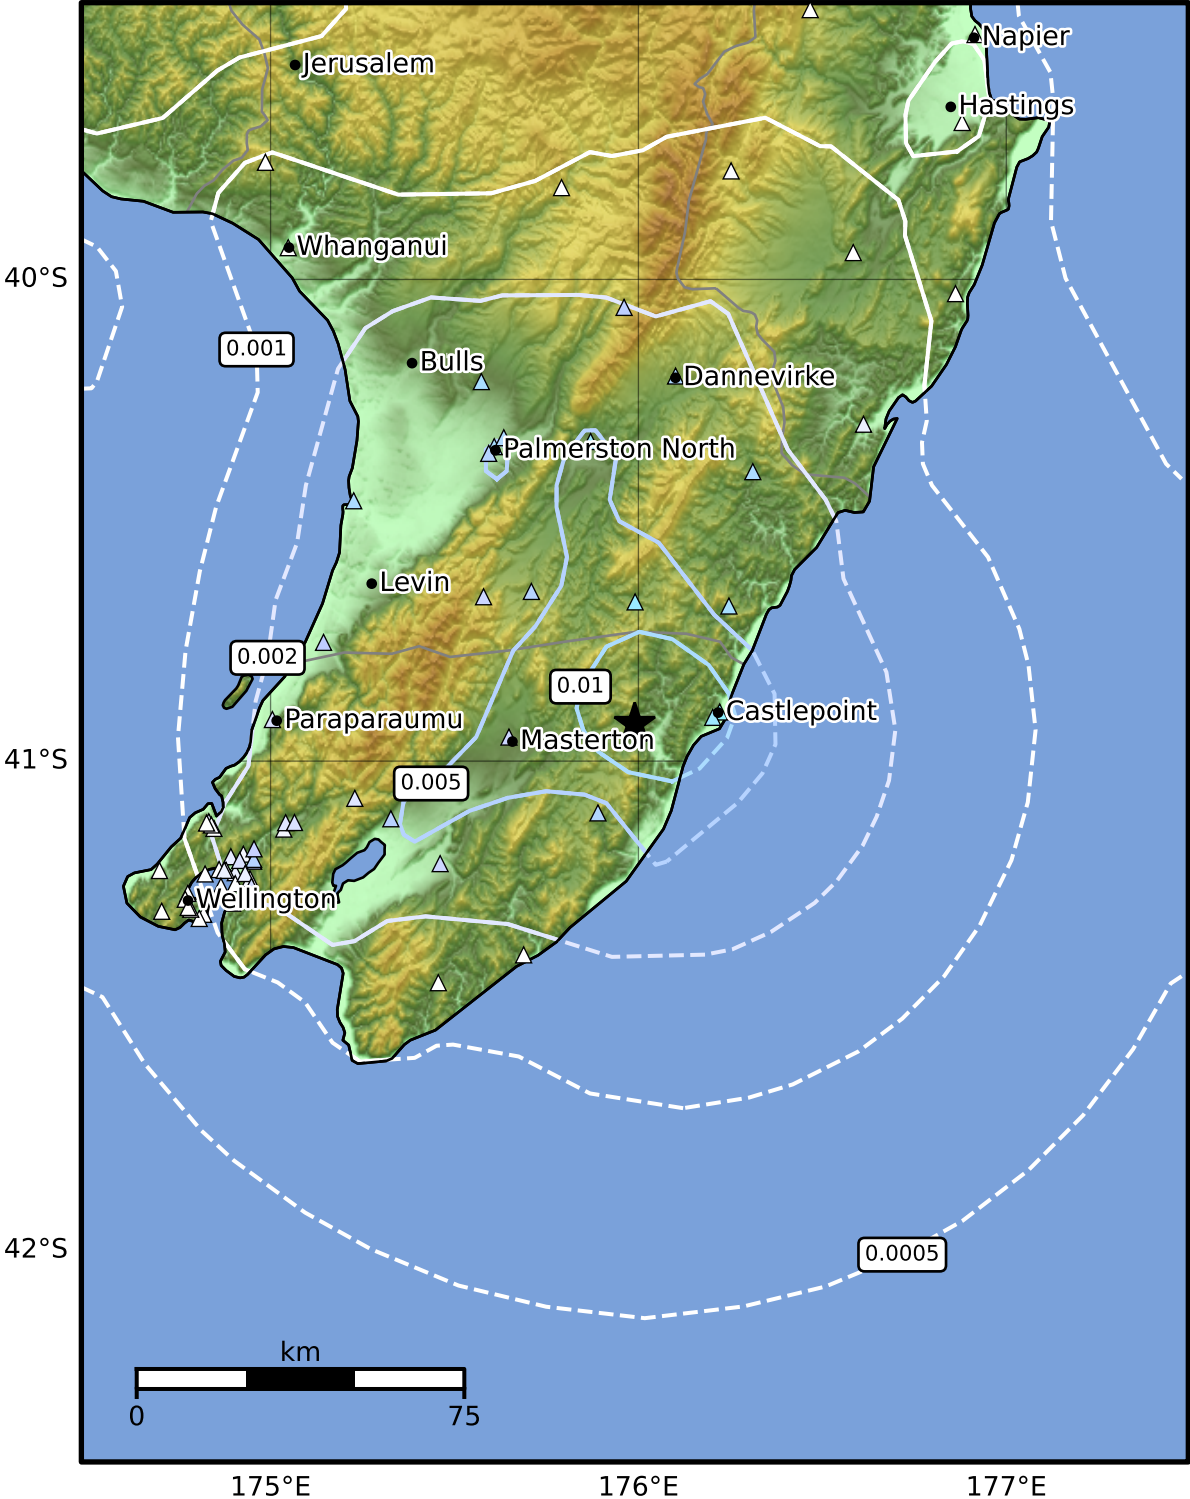 Napier
Jerusalem
Hastings
Whanganui
40°S
0.001
Bulls
Dannevirke
Palmerston North
Levin
0.002
0.01
Paraparaumu
Castlepoint
Masterton
41°S
0.005
Wellington
42°S
0.0005
km
0 75
175°E 176°E 177°E